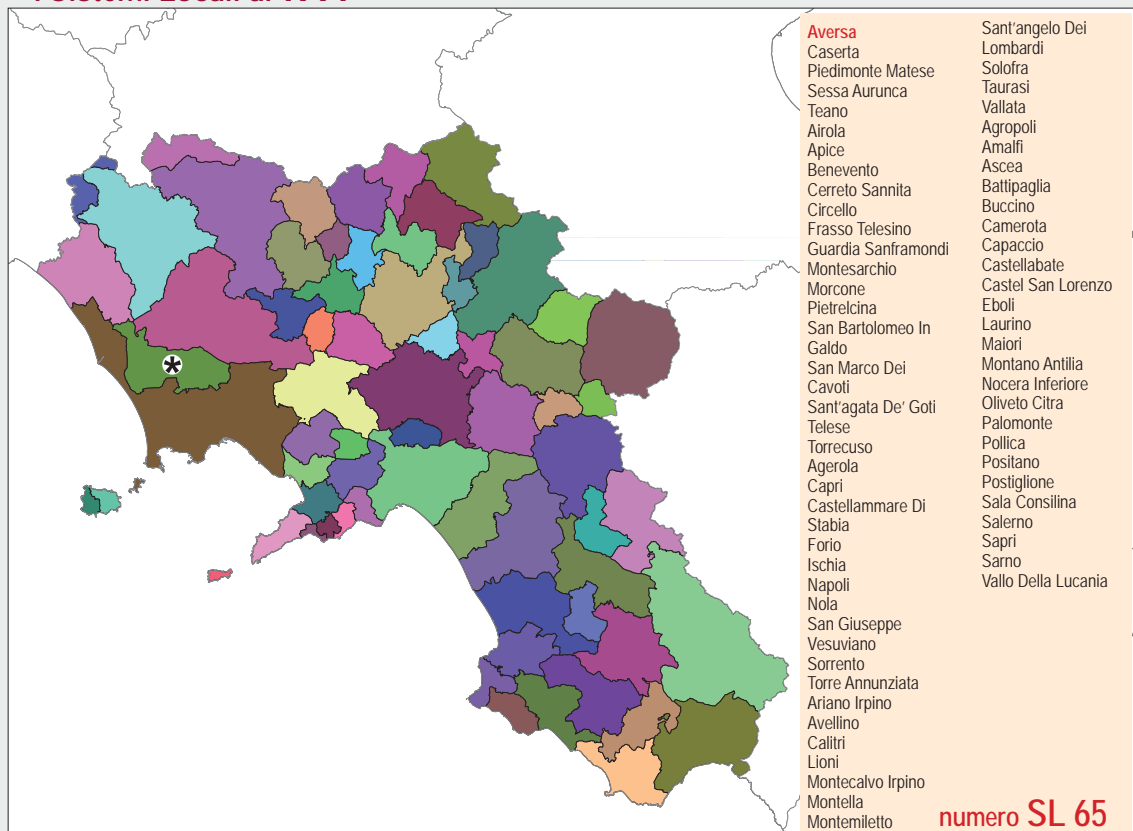 Aversa
Caserta
Piedimonte Matese
Sessa Aurunca
Teano
Airola
Apice
Benevento
Cerreto Sannita
Circello
Frasso Telesino
Guardia Sanframondi
Montesarchio
Morcone
Pietrelcina
San Bartolomeo In
Galdo
San Marco Dei
Cavoti
Sant'agata De' Goti
Telese
Torrecuso
Agerola
Capri
Castellammare Di
Stabia
Forio
Ischia
Napoli
Nola
San Giuseppe
Vesuviano
Sorrento
Torre Annunziata
Ariano Irpino
Avellino
Calitri
Lioni
Montecalvo Irpino
Montella
Montemiletto
Sant'angelo Dei
Lombardi
Solofra
Taurasi
Vallata
Agropoli
Amalfi
Ascea
Battipaglia
Buccino
Camerota
Capaccio
Castellabate
Castel San Lorenzo
Eboli
Laurino
Maiori
Montano Antilia
Nocera Inferiore
Oliveto Citra
Palomonte
Pollica
Positano
Postiglione
Sala Consilina
Salerno
Sapri
Sarno
Vallo Della Lucania
numero SL 65